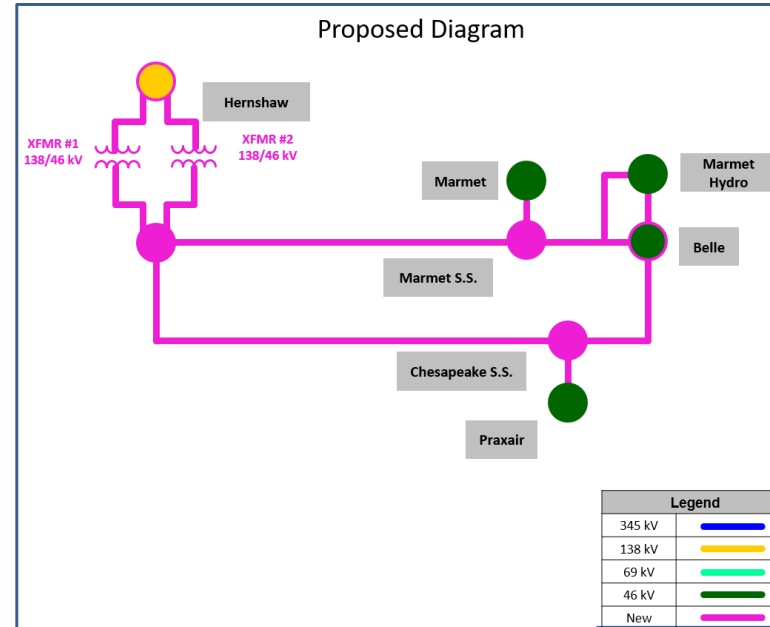 Proposed Diagram
Hernshaw
XFMR #1
138/46 kV
XFMR #2
138/46 kV
Marmet
Marmet
Hydro
Belle
Marmet S.S.
Chesapeake S.S.
Praxair
Legend
345 kV
138 kV
69 kV
46 kV
New